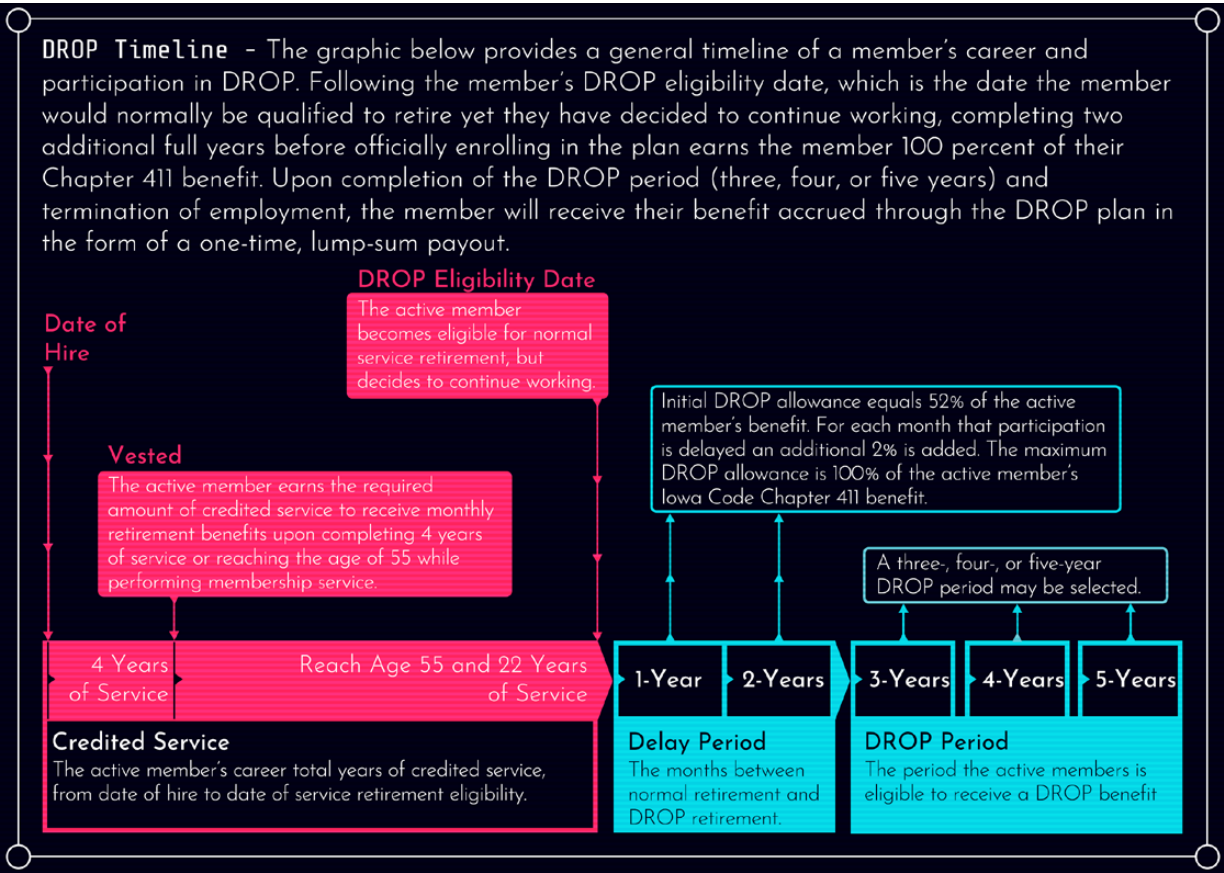 DROP Timeline - The graphic below provides a general timeline of a member's career and
participation in DROP. Following the member's DROP eligibility date, which is the date the member
would normally be qualified to retire yet they have decided to continue working, completing two
additional full years before officially enrolling in the plan earns the member 100 percent of their
Chapter 411 benefit. Upon completion of the DROP period (three, four, or five years) and
termination of employment, the member will receive their benefit accrued through the DROP plan in
the form of a one-time, lump-sum payout.
Date of
Hire
Vested
The active member earns the required
amount of credited service to receive monthly
retirement benefits upon completing 4 years
of service or reaching the age of 55 while
performing membership service.
DROP Eligibility Date
The active member
becomes eligible for normal
service retirement, but
decides to continue working.
Initial DROP allowance equals 52% of the active
member's benefit. For each month that participation
is delayed an additional 2% is added. The maximum
DROP allowance is 100% of the active member's
Iowa Code Chapter 411 benefit.
A three-, four-, or five-year
DROP period may be selected.
4 Years
of Service
Reach Age 55 and 22 Years
of Service
1-Year
2-Years
3-Years
4-Years
5-Years
Credited Service
The active member's career total years of credited service,
from date of hire to date of service retirement eligibility.
Delay Period
The months between
normal retirement and
DROP retirement.
DROP Period
The period the active members is
eligible to receive a DROP benefit